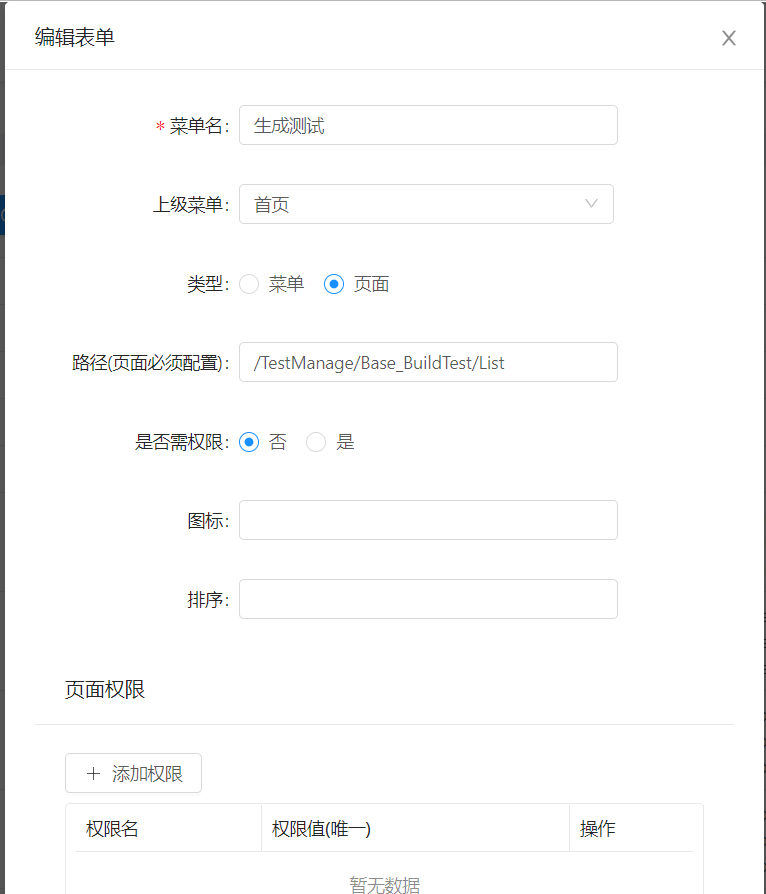 编辑表单
* 菜单名: 生成测试
上级菜单: 首页
类型: 菜单 页面
路径(页面必须配置): /TestManage/Base_BuildTest/List
是否需权限: 否 是
图标:
排序:
页面权限
+ 添加权限
权限名 权限值(唯一) 操作
暂无数据